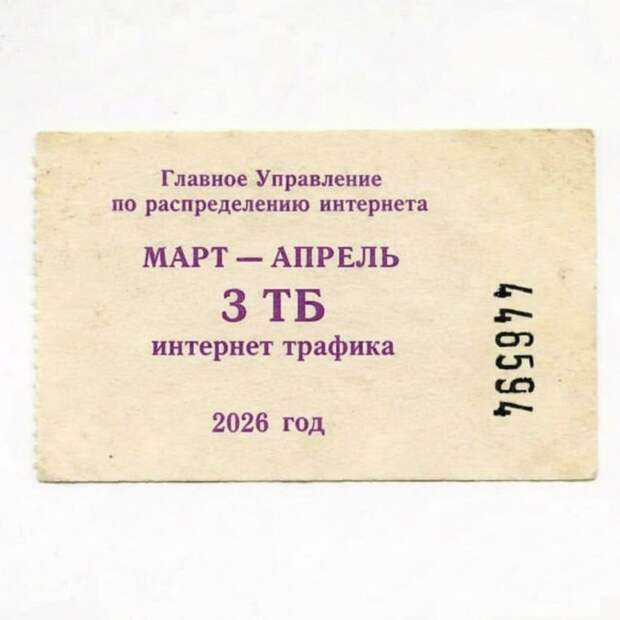 Главное Управление
по распределению интернета
МАРТ — АПРЕЛЬ
3 ТБ
интернет трафика
2026 год
446594